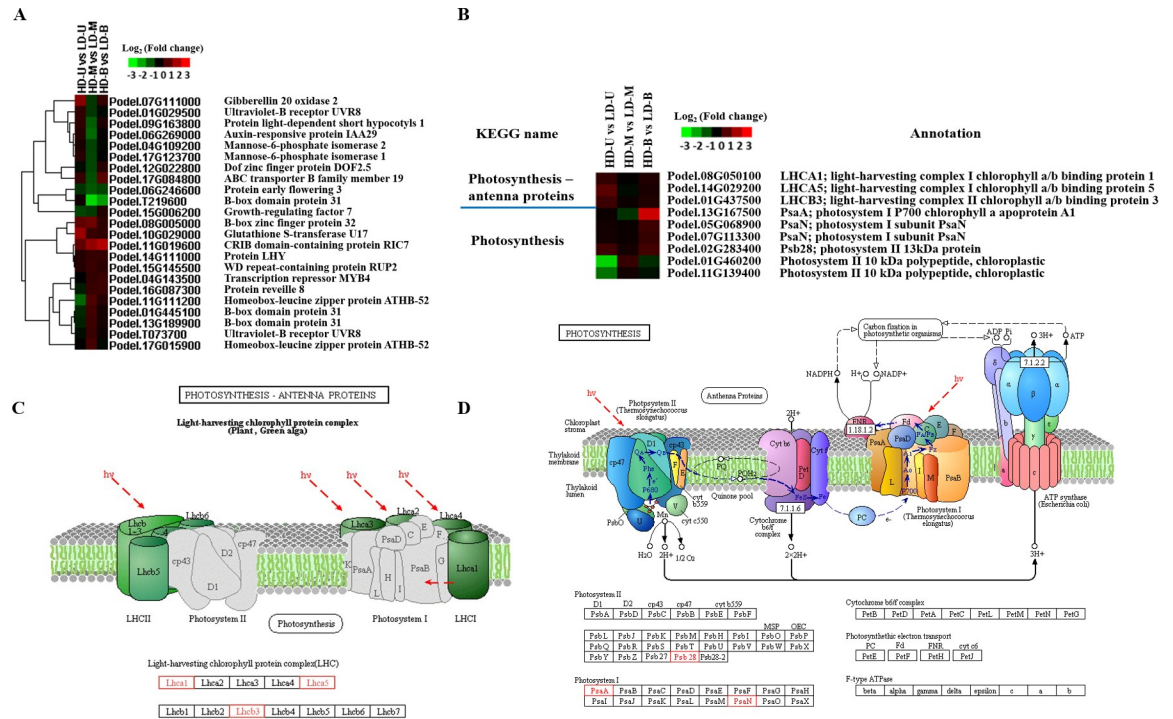 A
HD-U vs LD-U
HD-M vs LD-M
HD-B vs LD-B
Log2 (Fold change)
-3 -2 -1 0 1 2 3
Podel.07G111000 Gibberellin 20 oxidase 2
Podel.01G029500 Ultraviolet-B receptor UVR8
Podel.09G163800 Protein light-dependent short hypocotyls 1
Podel.06G269000 Auxin-responsive protein IAA29
Podel.04G109200 Mannose-6-phosphate isomerase 2
Podel.17G123700 Mannose-6-phosphate isomerase 1
Podel.12G022800 Dof zinc finger protein DOF2.5
Podel.17G084800 ABC transporter B family member 19
Podel.06G246600 Protein early flowering 3
Podel.T219600 B-box domain protein 31
Podel.15G006200 Growth-regulating factor 7
Podel.08G005000 B-box zinc finger protein 32
Podel.10G029000 Glutathione S-transferase U17
Podel.11G019600 CRIB domain-containing protein RIC7
Podel.14G111000 Protein LHY
Podel.15G145500 WD repeat-containing protein RUP2
Podel.04G143500 Transcription repressor MYB4
Podel.16G087300 Protein reveille 8
Podel.11G111200 Homeobox-leucine zipper protein ATHB-52
Podel.01G445100 B-box domain protein 31
Podel.13G189900 B-box domain protein 31
Podel.T073700 Ultraviolet-B receptor UVR8
Podel.17G015900 Homeobox-leucine zipper protein ATHB-52
B
HD-U vs LD-U
HD-M vs LD-M
HD-B vs LD-B
Log2 (Fold change)
-3 -2 -1 0 1 2 3
KEGG name
Annotation
Photosynthesis –
antenna proteins
Photosynthesis
Podel.08G050100 LHCA1; light-harvesting complex I chlorophyll a/b binding protein 1
Podel.14G029200 LHCA5; light-harvesting complex I chlorophyll a/b binding protein 5
Podel.01G437500 LHCB3; light-harvesting complex II chlorophyll a/b binding protein 3
Podel.13G167500 PsaA; photosystem I P700 chlorophyll a apoprotein A1
Podel.05G068900 PsaN; photosystem I subunit PsaN
Podel.07G113300 PsaN; photosystem I subunit PsaN
Podel.02G283400 Psb28; photosystem II 13kDa protein
Podel.01G460200 Photosystem II 10 kDa polypeptide, chloroplastic
Podel.11G139400 Photosystem II 10 kDa polypeptide, chloroplastic
C
PHOTOSYNTHESIS - ANTENNA PROTEINS
Light-harvesting chlorophyll protein complex
(Plant , Green alga)
hv
hv
hv
Lhcb
1-3
Lhcb6
Lhcb5
cp43
cp47
D2
D1
Lhca3
Lhca2
Lhca4
Lhca1
PsaD
C
E
F
K
PsaA
PsaB
G
H
L
I
LHCII
Photosystem II
Photosynthesis
Photosystem I
LHCI
Light-harvesting chlorophyll protein complex(LHC)
Lhca1 Lhca2 Lhca3 Lhca4 Lhca5
Lhcb1 Lhcb2 Lhcb3 Lhcb4 Lhcb5 Lhcb6 Lhcb7
D
PHOTOSYNTHESIS
Carbon fixation in
photosynthetic organisms
ADP Pi
3H+
ATP
NADPH
H+
NADP+
7.1.2.2
hv
hv
Photpsystem II
(Thermosynechococcus
elongatus)
Anthenna Proteins
2H+
Chloroplast
stroma
Thylakoid
membrane
Thylakoid
lumen
cp47
D1
cp43
QA
QB
Phe
P680
F
E
cyt
b559
V
cyt c550
PsbO
U
Mn
PQ
Quinone pool
Cyt b6
Pet
D
7.1.1.6
Cytochrome
b6/f
complex
PC
e-
FNR
1.18.1.2
Fd
PsaA
PsaD
E
F
L
I
M
PsaB
P700
Photosystem I
(Thermosynechococcus
elongatus)
δ
α
β
α
b
γ
ε
a
c
ATP synthase
(Escherichia coli)
H2O
2H+
1/2 O2
2×2H+
3H+
Photosystem II
D1 D2 cp43 cp47 cyt b559
PsbA PsbD PsbC PsbB PsbE PsbF
MSP OEC
PsbL PsbJ PsbK PsbM PsbH PsbI PsbO PsbP
PsbQ PsbR PsbS PsbT PsbU PsbV PsbW PsbX
PsbY PsbZ Psb27 Psb28 Psb28-2
Photosystem I
PsaA PsaB PsaC PsaD PsaE PsaF PsaG PsaH
PsaI PsaJ PsaK PsaL PsaM PsaN PsaO PsaX
Cytochrome b6/f complex
PetB PetD PetA PetC PetL PetM PetN PetG
Photosynthethic electron transport
PC Fd FNR cyt c6
PetE PetF PetH PetJ
F-type ATPase
beta alpha gamma delta epsilon c a b